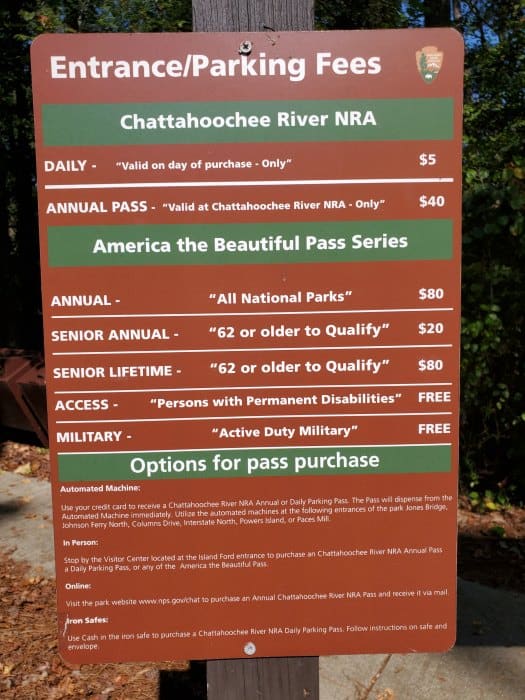 Entrance/Parking Fees
Chattahoochee River NRA
DAILY - "Valid on day of purchase - Only" $5
ANNUAL PASS - "Valid at Chattahoochee River NRA - Only" $40
America the Beautiful Pass Series
ANNUAL - "All National Parks" $80
SENIOR ANNUAL - "62 or older to Qualify" $20
SENIOR LIFETIME - "62 or older to Qualify" $80
ACCESS - "Persons with Permanent Disabilities" FREE
MILITARY - "Active Duty Military" FREE
Options for pass purchase
Automated Machine:
Use your credit card to receive a Chattahoochee River NRA Annual or Daily Parking Pass. The Pass will dispense from the
Automated Machine immediately. Utilize the automated machines at the following entrances of the park Jones Bridge,
Johnson Ferry North, Columns Drive, Interstate North, Powers Island, or Paces Mill.
In Person:
Stop by the Visitor Center located at the Island Ford entrance to purchase an Chattahoochee River NRA Annual Pass
a Daily Parking Pass, or any of the America the Beautiful Pass.
Online:
Visit the park website www.nps.gov/chat to purchase an Annual Chattahoochee River NRA Pass and receive it via mail
Iron Safes:
Use Cash in the iron safe to purchase a Chattahoochee River NRA Daily Parking Pass. Follow instructions on safe and
envelope.